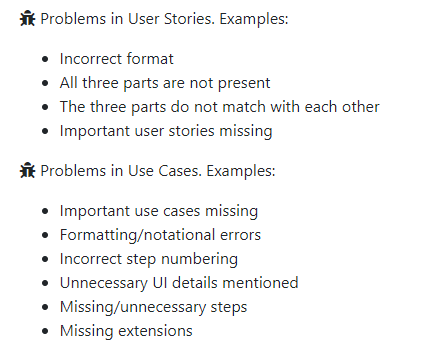 Problems in User Stories. Examples:
Incorrect format
All three parts are not present
The three parts do not match with each other
Important user stories missing
Problems in Use Cases. Examples:
Important use cases missing
Formatting/notational errors
Incorrect step numbering
Unnecessary UI details mentioned
Missing/unnecessary steps
Missing extensions